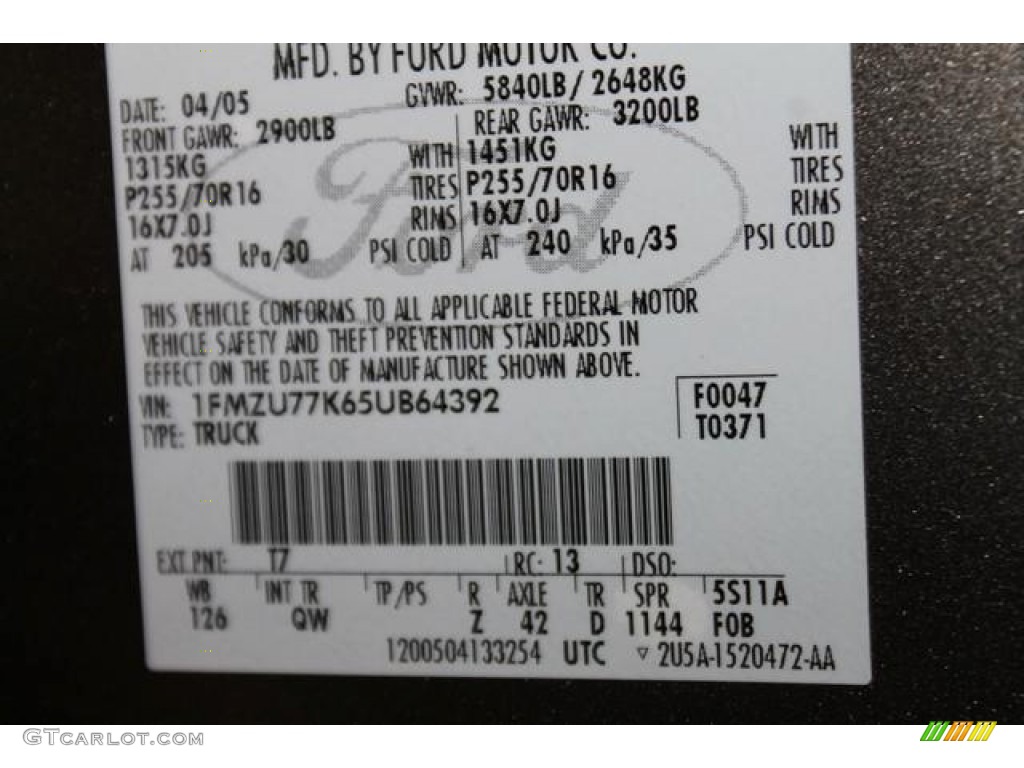 MFD. BY FORD MOTOR CO.
DATE: 04/05 GVWR: 5840LB / 2648KG
FRONT GAWR: 2900LB REAR GAWR: 3200LB
1315KG WITH 1451KG WITH
P255/70R16 TIRES P255/70R16 TIRES
16X7.0J RIMS 16X7.0J RIMS
AT 205 kPa/30 PSI COLD AT 240 kPa/35 PSI COLD
Ford
THIS VEHICLE CONFORMS TO ALL APPLICABLE FEDERAL MOTOR
VEHICLE SAFETY AND THEFT PREVENTION STANDARDS IN
EFFECT ON THE DATE OF MANUFACTURE SHOWN ABOVE.
VIN: 1FMZU77K65UB64392 F0047
TYPE: TRUCK T0371
EXT PNT: T7 RC: 13 DSO:
WB INT TR TP/PS R AXLE TR SPR 5S11A
126 QW Z 42 D 1144 F0B
1200504133254 UTC ▽ 2U5A-1520472-AA
GTCarlot.com